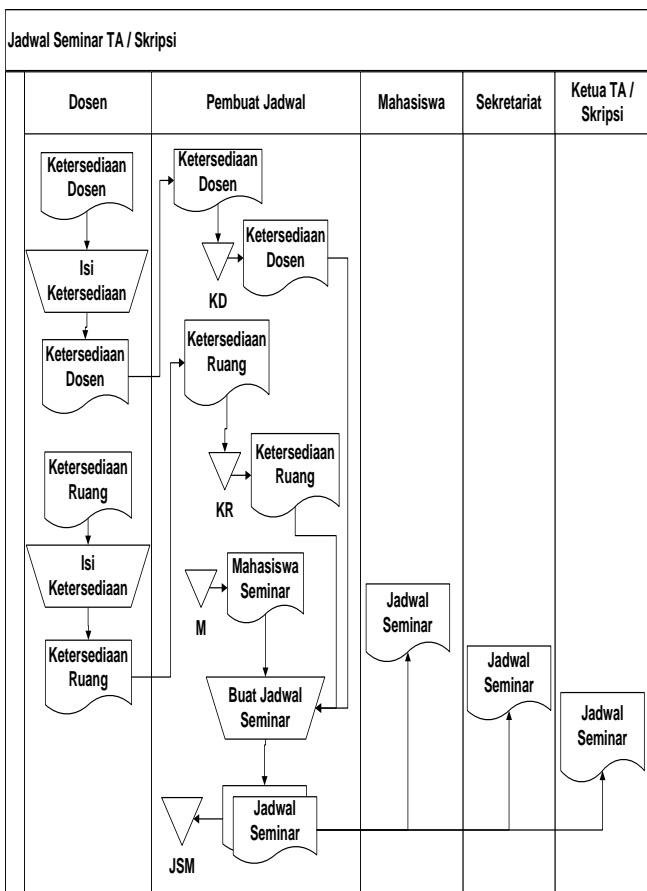 Jadwal Seminar TA / Skripsi
Dosen
Pembuat Jadwal
Mahasiswa
Sekretariat
Ketua TA /
Skripsi
Ketersediaan
Dosen
Isi
Ketersediaan
Ketersediaan
Dosen
Ketersediaan
Ruang
Isi
Ketersediaan
Ketersediaan
Ruang
Ketersediaan
Dosen
KD
Ketersediaan
Dosen
Ketersediaan
Ruang
KR
Ketersediaan
Ruang
M
Mahasiswa
Seminar
Buat Jadwal
Seminar
JSM
Jadwal
Seminar
Jadwal
Seminar
Jadwal
Seminar
Jadwal
Seminar